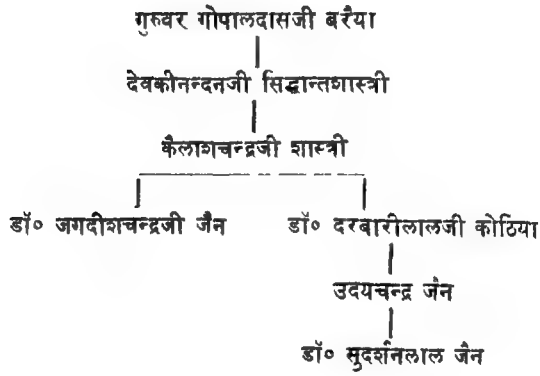 गुरुवर गोपालदासजी बरैया
देवकीनन्दनजी सिद्धान्तशास्त्री
कैलाशचन्द्रजी शास्त्री
डॉ० जगदीशचन्द्रजी जैन डॉ० दरबारीलालजी कोठिया
उदयचन्द्र जैन
डॉ० सुदर्शनलाल जैन